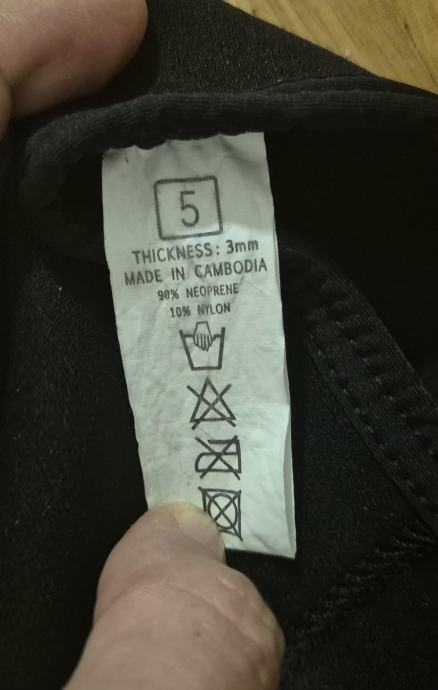 5
THICKNESS: 3mm
MADE IN CAMBODIA
90% NEOPRENE
10% NYLON